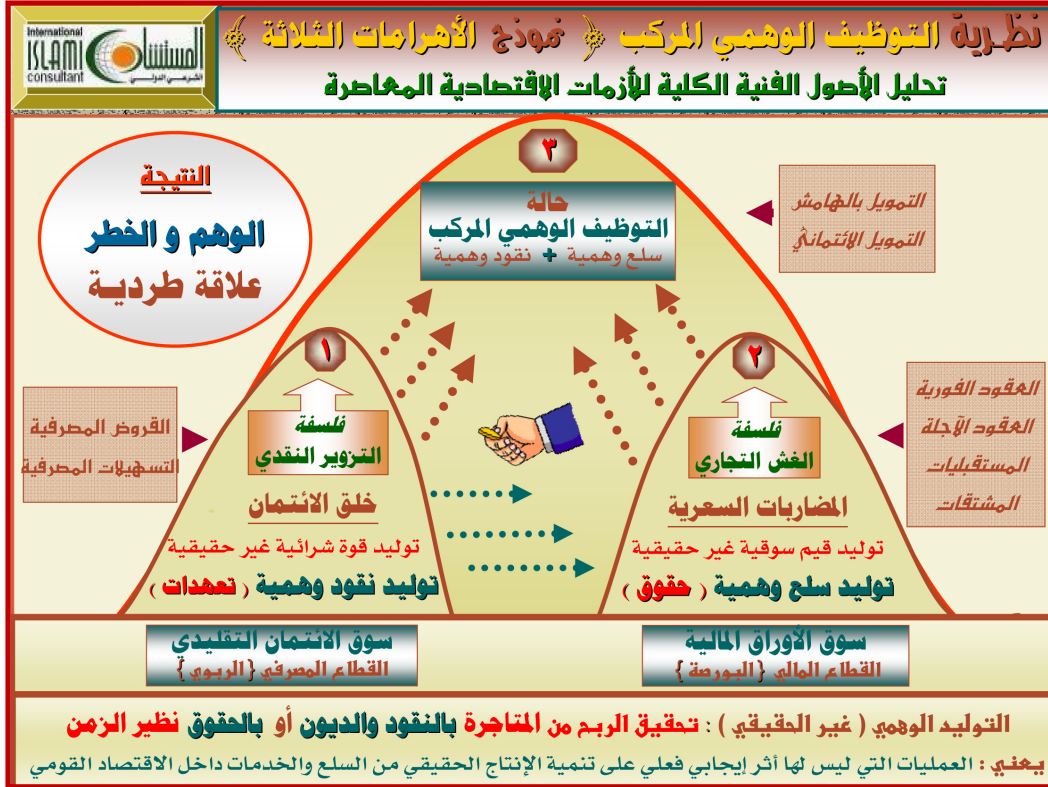 نظرية التوظيف الوهمي المركب ﴿ نموذج الأهرامات الثلاثة ﴾
تحليل الأصول الفنية الكلية للأزمات الاقتصادية المعاصرة
International
ISLAMI
consultant
المستشار
الشرعي الدولي
النتيجة
الوهم و الخطر
علاقة طردية
٣
حالة
التوظيف الوهمي المركب
سلع وهمية + نقود وهمية
التمويل بالهامش
التمويل الائتماني
٢
فلسفة
الغش التجاري
المضاربات السعرية
توليد قيم سوقية غير حقيقية
توليد سلع وهمية ( حقوق )
العقود الفورية
العقود الآجلة
المستقبليات
المشتقات
١
فلسفة
التزوير النقدي
خلق الائتمان
توليد قوة شرائية غير حقيقية
توليد نقود وهمية ( تعهدات )
القروض المصرفية
التسهيلات المصرفية
سوق الأوراق المالية
القطاع المالي { البورصة }
سوق الائتمان التقليدي
القطاع المصرفي { الربوي }
التوليد الوهمي ( غير الحقيقي ) : تحقيق الربح من المتاجرة بالنقود والديون أو بالحقوق نظير الزمن
يعني : العمليات التي ليس لها أثر إيجابي فعلي على تنمية الإنتاج الحقيقي من السلع والخدمات داخل الاقتصاد القومي